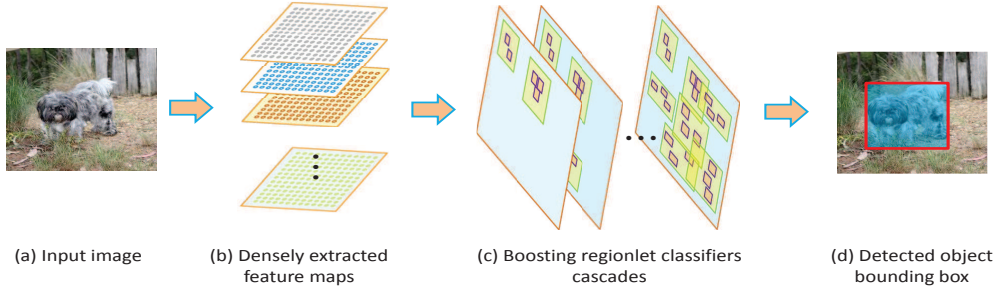 (a) Input image
(b) Densely extracted
feature maps
(c) Boosting regionlet classifiers
cascades
(d) Detected object
bounding box